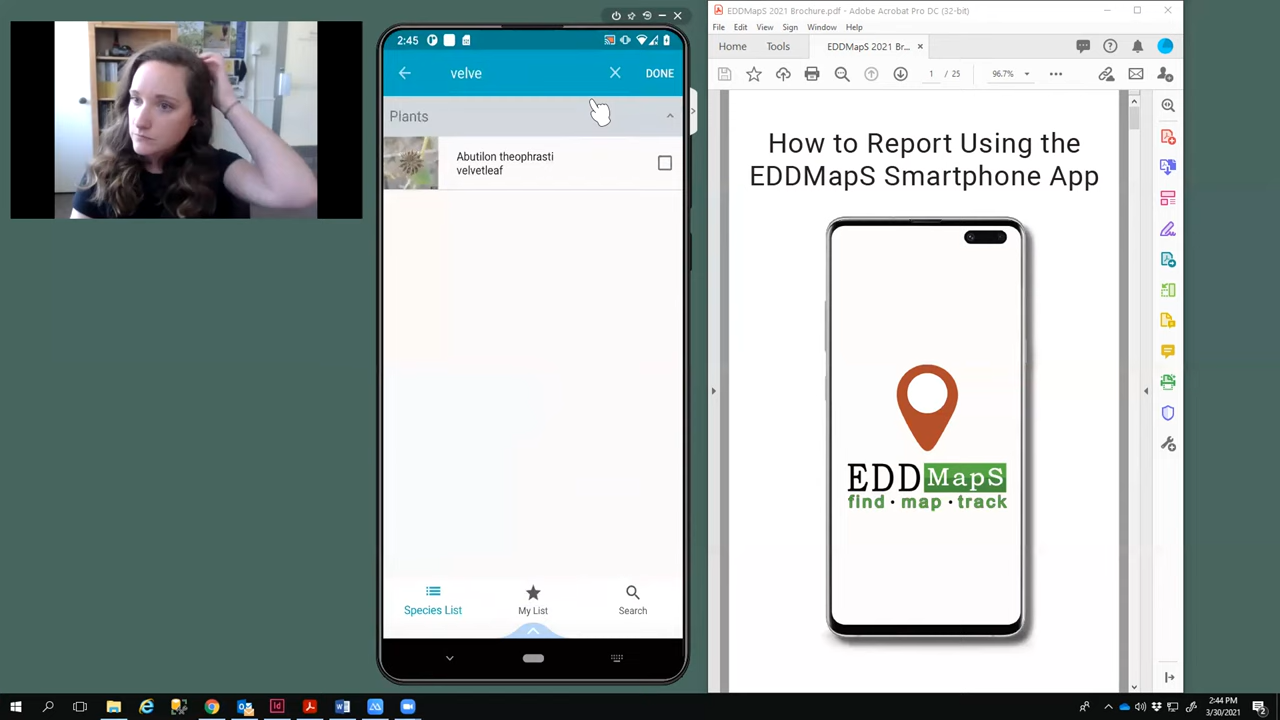 2:45
velve
DONE
Plants
Abutilon theophrasti
velvetleaf
Species List
My List
Search
EDDMapS 2021 Brochure.pdf - Adobe Acrobat Pro DC (32-bit)
File Edit View Sign Window Help
Home Tools EDDMapS 2021 Br...
1 / 25 96.7%
How to Report Using the
EDDMapS Smartphone App
EDDMapS
find · map · track
2:44 PM
3/30/2021
2